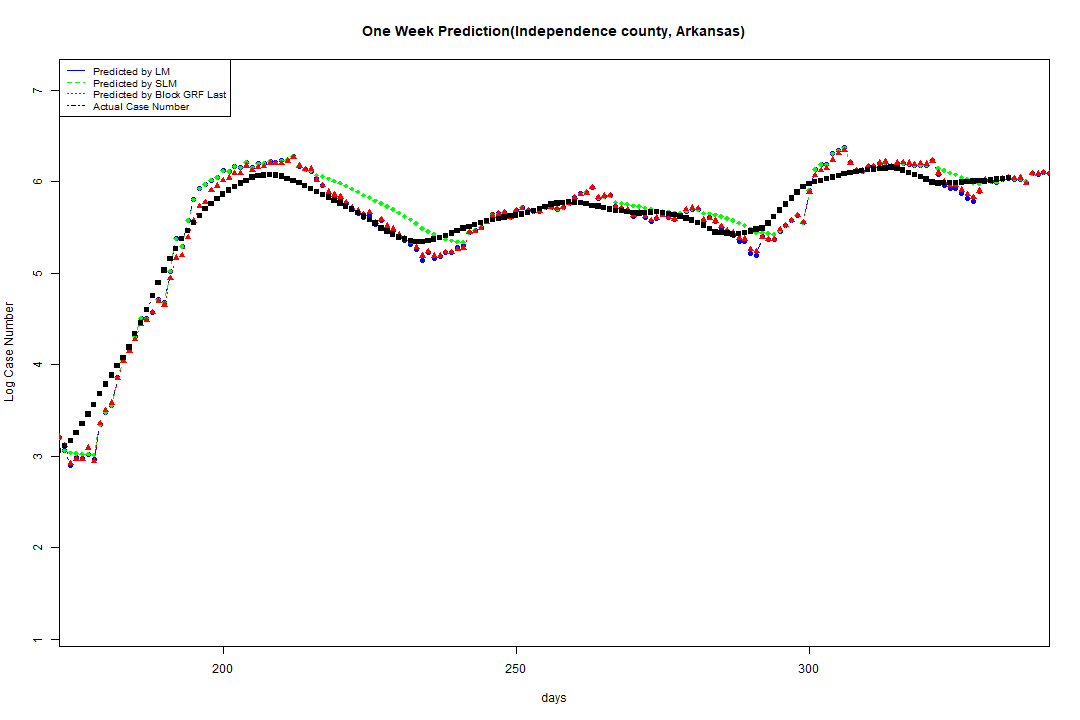 One Week Prediction(Independence county, Arkansas)
Predicted by LM
Predicted by SLM
Predicted by Block GRF Last
Actual Case Number
7
6
5
4
3
2
1
Log Case Number
200 250 300
days